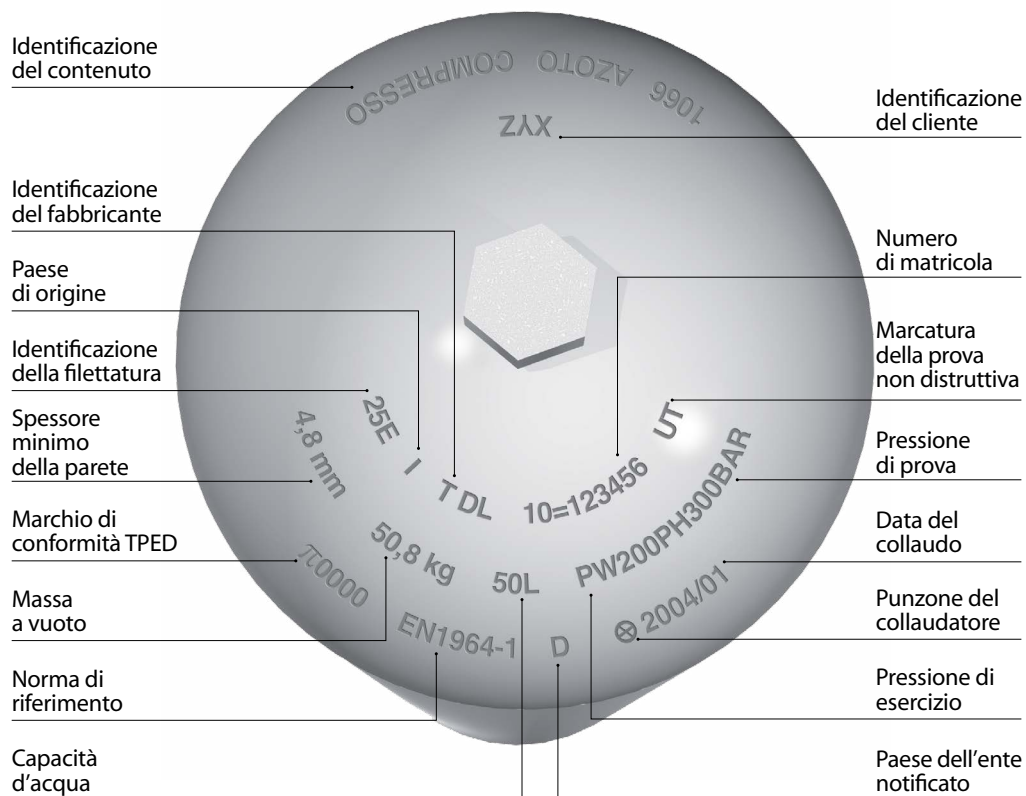 Identificazione
del contenuto
Identificazione
del fabbricante
Paese
di origine
Identificazione
della filettatura
Spessore
minimo
della parete
Marchio di
conformità TPED
Massa
a vuoto
Norma di
riferimento
Capacità
d'acqua
1066 AZOTO COMPRESSO
XYZ
25E I T DL 10=123456 UT
4,8 mm 50,8 kg 50L PW200PH300BAR
π0000 EN1964-1 D ⊗ 2004/01
Identificazione
del cliente
Numero
di matricola
Marcatura
della prova
non distruttiva
Pressione
di prova
Data del
collaudo
Punzone del
collaudatore
Pressione di
esercizio
Paese dell'ente
notificato